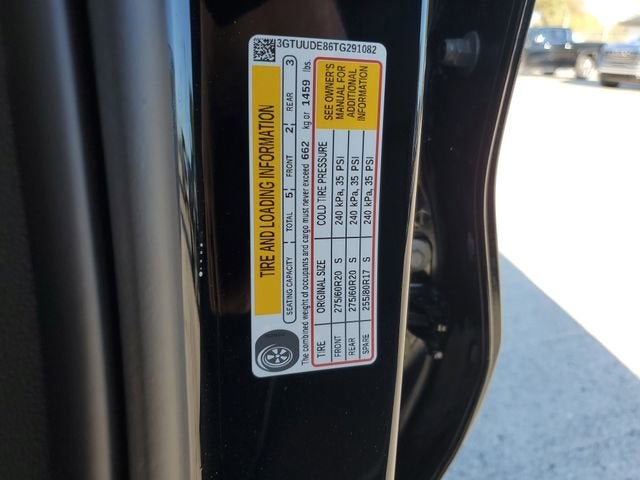 3GTUUDE86TG291082
TIRE AND LOADING INFORMATION
SEATING CAPACITY TOTAL 5 FRONT 2 REAR 3
The combined weight of occupants and cargo must never exceed 662 kg or 1459 lbs.
TIRE ORIGINAL SIZE COLD TIRE PRESSURE
FRONT 275/60R20 S 240 kPa, 35 PSI
REAR 275/60R20 S 240 kPa, 35 PSI
SPARE 255/80R17 S 240 kPa, 35 PSI
SEE OWNER'S
MANUAL FOR
ADDITIONAL
INFORMATION